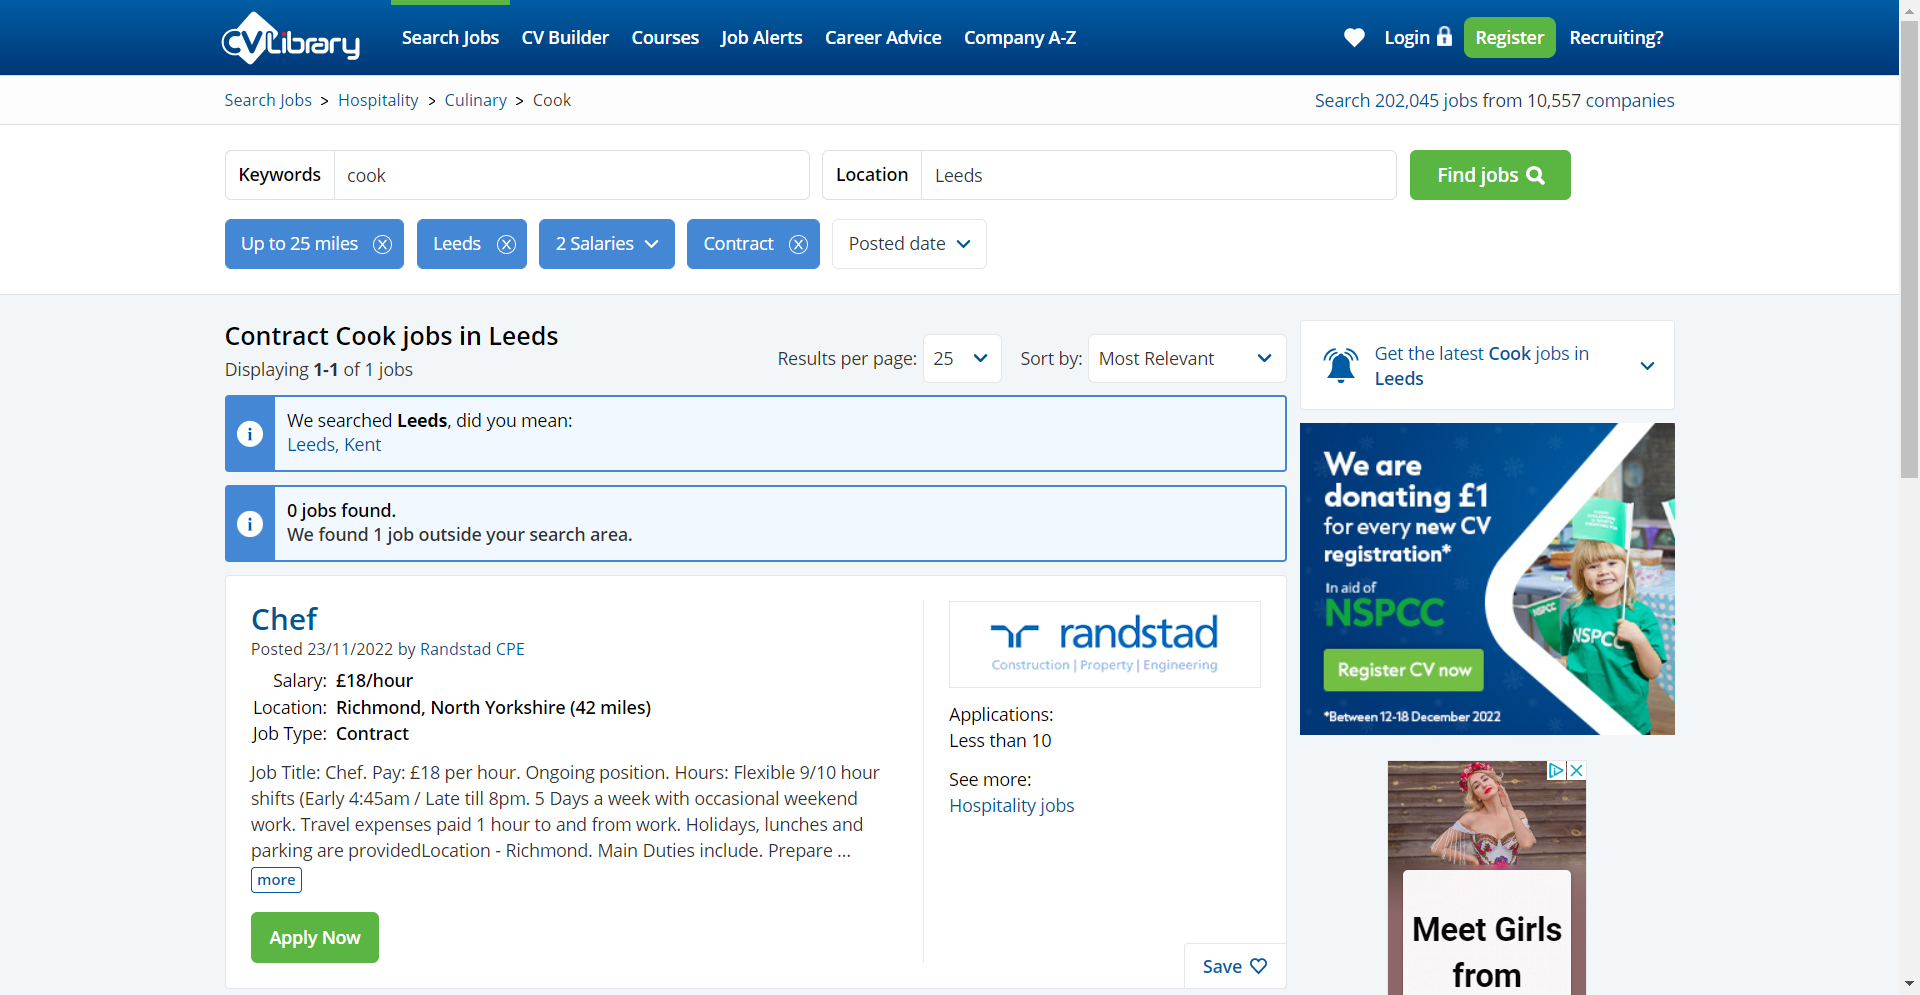 CVLibrary
Search Jobs
CV Builder
Courses
Job Alerts
Career Advice
Company A-Z
Login
Register
Recruiting?
Search Jobs > Hospitality > Culinary > Cook
Search 202,045 jobs from 10,557 companies
Keywords
cook
Location
Leeds
Find jobs
Up to 25 miles
Leeds
2 Salaries
Contract
Posted date
Contract Cook jobs in Leeds
Displaying 1-1 of 1 jobs
Results per page: 25
Sort by: Most Relevant
We searched Leeds, did you mean:
Leeds, Kent
0 jobs found.
We found 1 job outside your search area.
Chef
Posted 23/11/2022 by Randstad CPE
Salary: £18/hour
Location: Richmond, North Yorkshire (42 miles)
Job Type: Contract
Job Title: Chef. Pay: £18 per hour. Ongoing position. Hours: Flexible 9/10 hour
shifts (Early 4:45am / Late till 8pm. 5 Days a week with occasional weekend
work. Travel expenses paid 1 hour to and from work. Holidays, lunches and
parking are providedLocation - Richmond. Main Duties include. Prepare ...
more
Apply Now
randstad
Construction | Property | Engineering
Applications:
Less than 10
See more:
Hospitality jobs
Save
Get the latest Cook jobs in
Leeds
We are
donating £1
for every new CV
registration*
In aid of
NSPCC
Register CV now
*Between 12-18 December 2022
NSPCC
NSPCC
Meet Girls
from